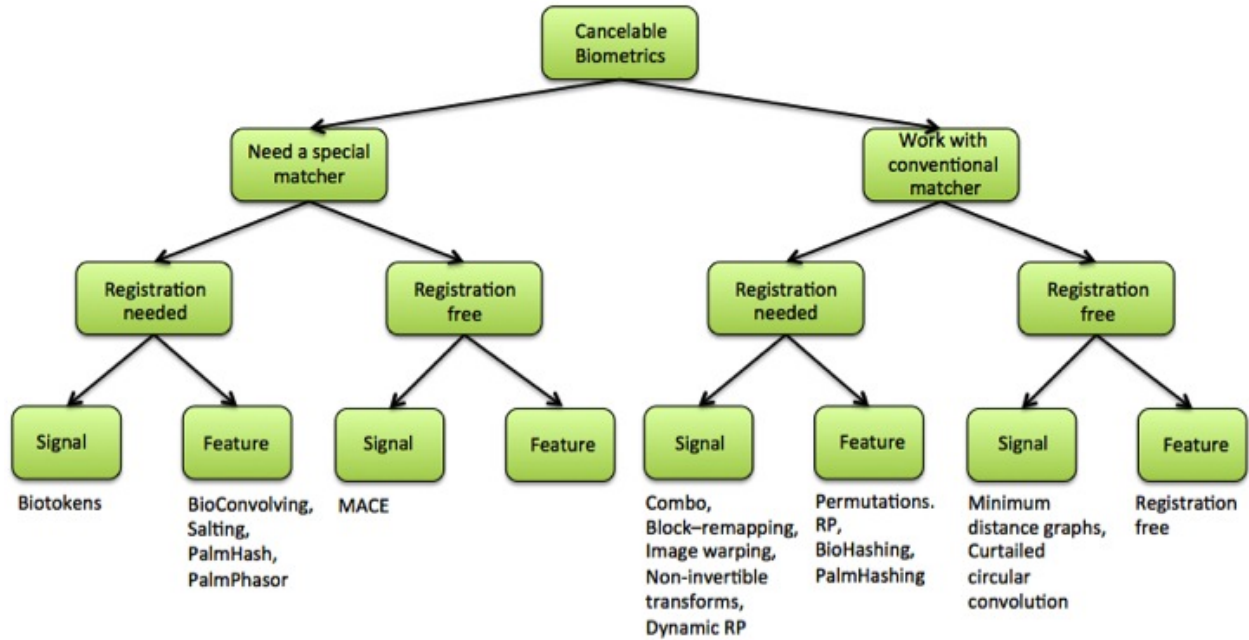 Cancelable
Biometrics
Need a special
matcher
Work with
conventional
matcher
Registration
needed
Registration
free
Registration
needed
Registration
free
Signal
Feature
Signal
Feature
Signal
Feature
Signal
Feature
Biotokens
BioConvolving,
Salting,
PalmHash,
PalmPhasor
MACE
Combo,
Block–remapping,
Image warping,
Non-invertible
transforms,
Dynamic RP
Permutations.
RP,
BioHashing,
PalmHashing
Minimum
distance graphs,
Curtailed
circular
convolution
Registration
free